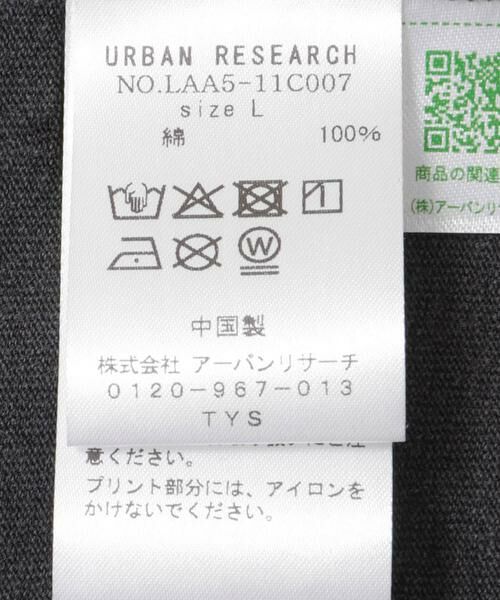 URBAN RESEARCH
NO.LAA5-11C007
size L
綿 100%
W
中国製
株式会社 アーバンリサーチ
0120-967-013
TYS
意ください。
プリント部分には、アイロンを
かけないでください。
商品の関連
(株)アーバンリサ